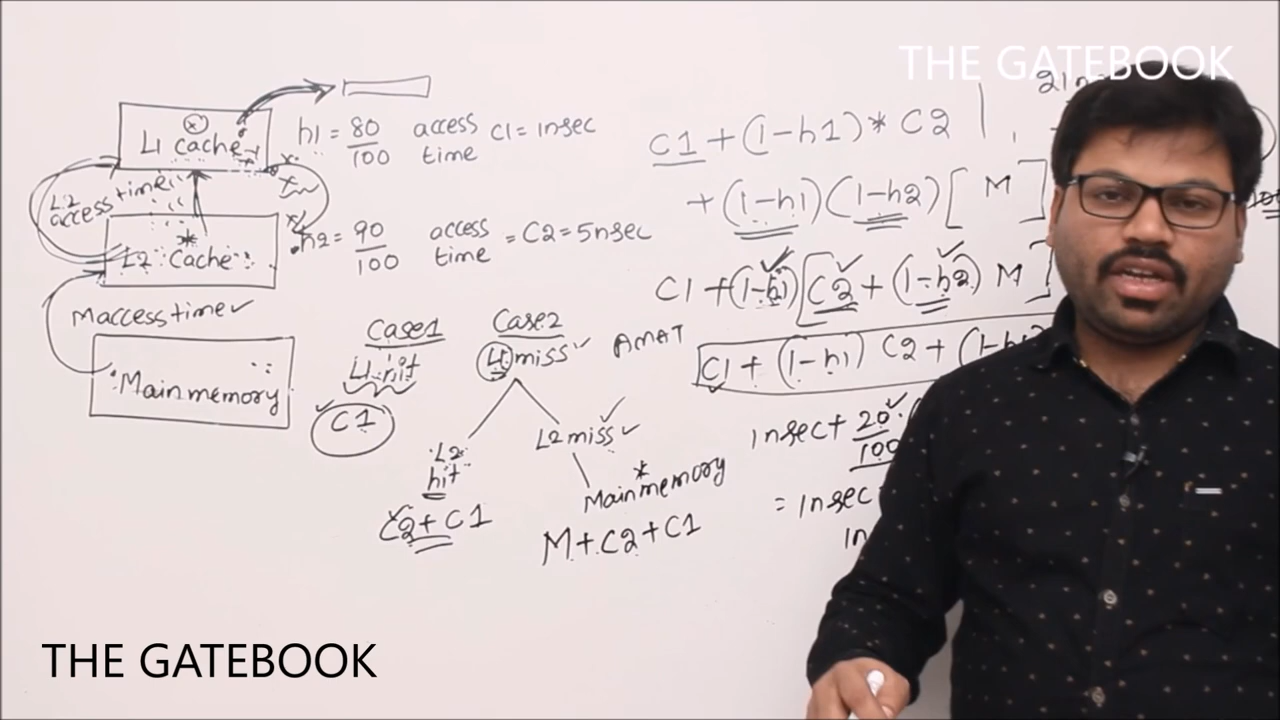 THE GATEBOOK
L1 Cache
h1 = 80/100 access time C1 = 1nsec
L2 access time
L2 Cache
h2 = 90/100 access time = C2 = 5nsec
M access time
Main memory
Case1
L1 hit
C1
Case2
L1 miss
L2 hit
C2 + C1
L2 miss
Main memory
M + C2 + C1
AMAT
C1 + (1-h1) * C2
+ (1-h1) (1-h2) [ M ]
C1 + (1-h1) [ C2 + (1-h2) M ]
C1 + (1-h1) C2 + (1-h1)
1nsec + 20/100
= 1nsec
THE GATEBOOK